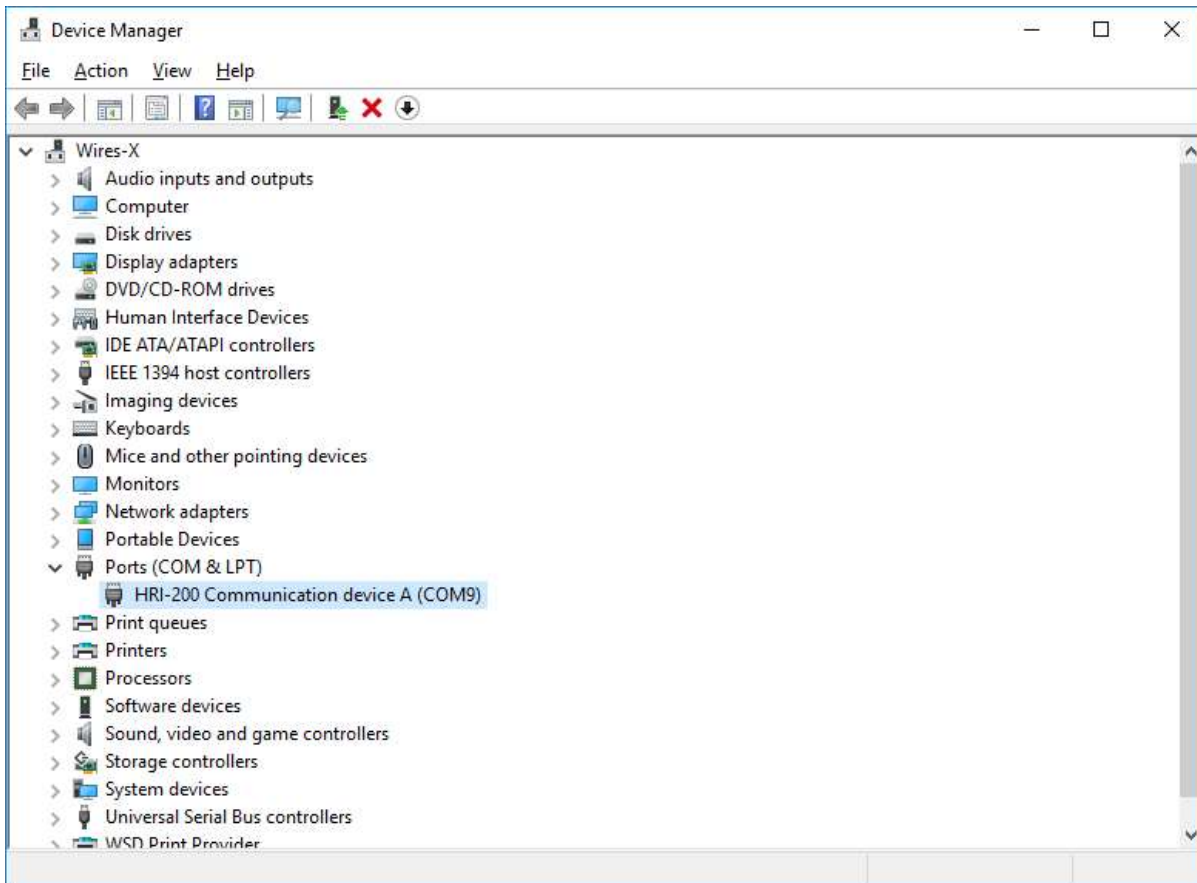 Device Manager
File Action View Help
Wires-X
Audio inputs and outputs
Computer
Disk drives
Display adapters
DVD/CD-ROM drives
Human Interface Devices
IDE ATA/ATAPI controllers
IEEE 1394 host controllers
Imaging devices
Keyboards
Mice and other pointing devices
Monitors
Network adapters
Portable Devices
Ports (COM & LPT)
HRI-200 Communication device A (COM9)
Print queues
Printers
Processors
Software devices
Sound, video and game controllers
Storage controllers
System devices
Universal Serial Bus controllers
WSD Print Provider